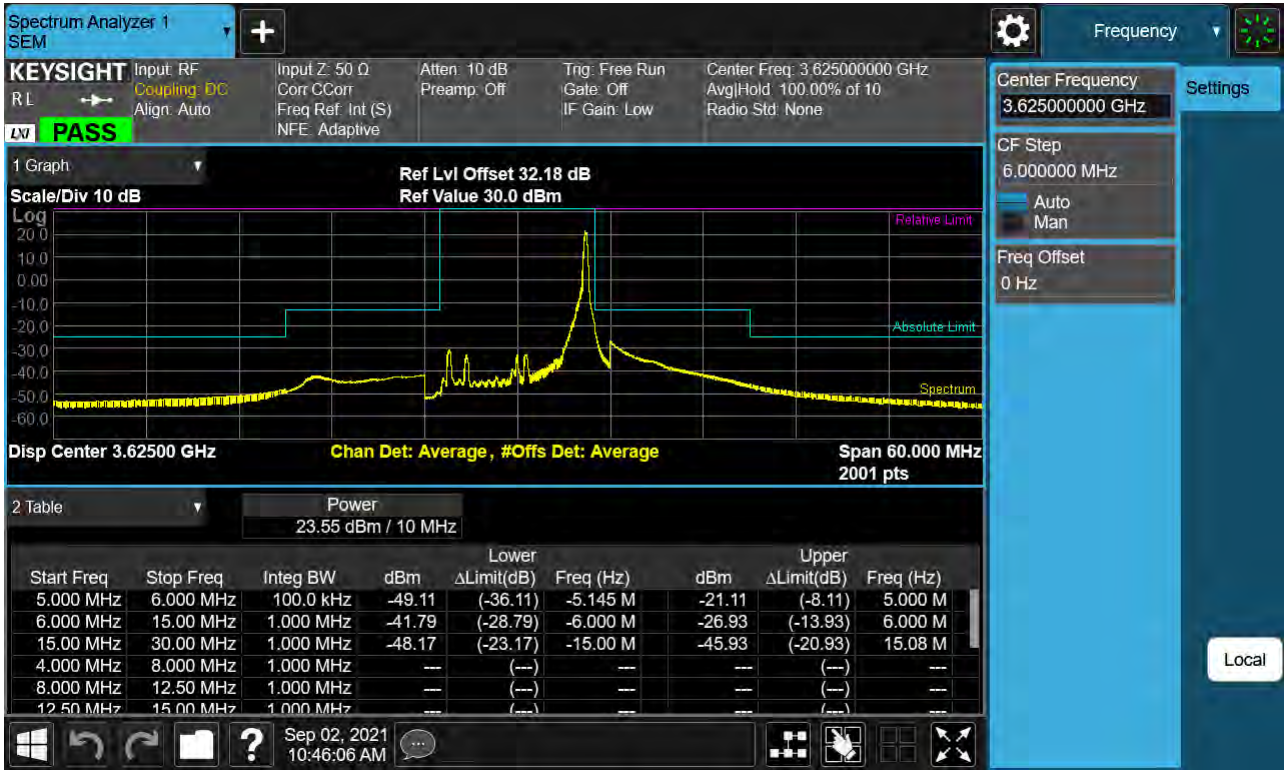 Spectrum Analyzer 1
SEM
Frequency
KEYSIGHT
RL
LXI
PASS
Input: RF
Coupling: DC
Align: Auto
Input Z: 50 Ω
Corr CCorr
Freq Ref: Int (S)
NFE: Adaptive
Atten: 10 dB
Preamp: Off
Trig: Free Run
Gate: Off
IF Gain: Low
Center Freq: 3.625000000 GHz
Avg|Hold: 100.00% of 10
Radio Std: None
Center Frequency
3.625000000 GHz
Settings
CF Step
6.000000 MHz
Auto
Man
Freq Offset
0 Hz
Local
1 Graph
Scale/Div 10 dB
Ref Lvl Offset 32.18 dB
Ref Value 30.0 dBm
Log
20.0
10.0
0.00
-10.0
-20.0
-30.0
-40.0
-50.0
-60.0
Relative Limit
Absolute Limit
Spectrum
Disp Center 3.62500 GHz
Chan Det: Average, #Offs Det: Average
Span 60.000 MHz
2001 pts
2 Table
Power
23.55 dBm / 10 MHz
Lower Upper
Start Freq Stop Freq Integ BW dBm ΔLimit(dB) Freq (Hz) dBm ΔLimit(dB) Freq (Hz)
5.000 MHz 6.000 MHz 100.0 kHz -49.11 (-36.11) -5.145 M -21.11 (-8.11) 5.000 M
6.000 MHz 15.00 MHz 1.000 MHz -41.79 (-28.79) -6.000 M -26.93 (-13.93) 6.000 M
15.00 MHz 30.00 MHz 1.000 MHz -48.17 (-23.17) -15.00 M -45.93 (-20.93) 15.08 M
4.000 MHz 8.000 MHz 1.000 MHz --- (---) --- --- (---) ---
8.000 MHz 12.50 MHz 1.000 MHz --- (---) --- --- (---) ---
12.50 MHz 15.00 MHz 1.000 MHz --- (---) --- --- (---) ---
Sep 02, 2021
10:46:06 AM